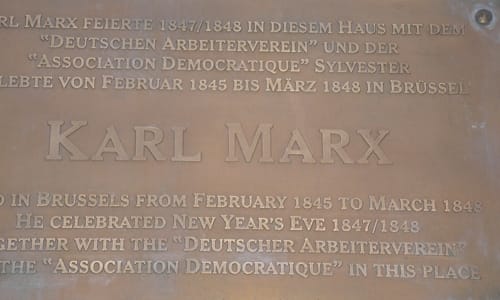 RL MARX FEIERTE 1847/1848 IN DIESEM HAUS MIT DEM
"DEUTSCHEN ARBEITERVEREIN" UND DER
"ASSOCIATION DEMOCRATIQUE" SYLVESTER
LEBTE VON FEBRUAR 1845 BIS MÄRZ 1848 IN BRÜSSEL
KARL MARX
D IN BRUSSELS FROM FEBRUARY 1845 TO MARCH 1848
HE CELEBRATED NEW YEAR'S EVE 1847/1848
GETHER WITH THE "DEUTSCHER ARBEITERVEREIN"
THE "ASSOCIATION DEMOCRATIQUE" IN THIS PLACE